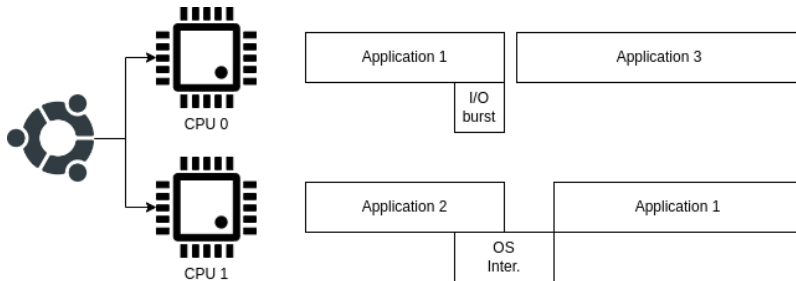 Application 1
Application 3
I/O
burst
CPU 0
Application 2
Application 1
OS
Inter.
CPU 1